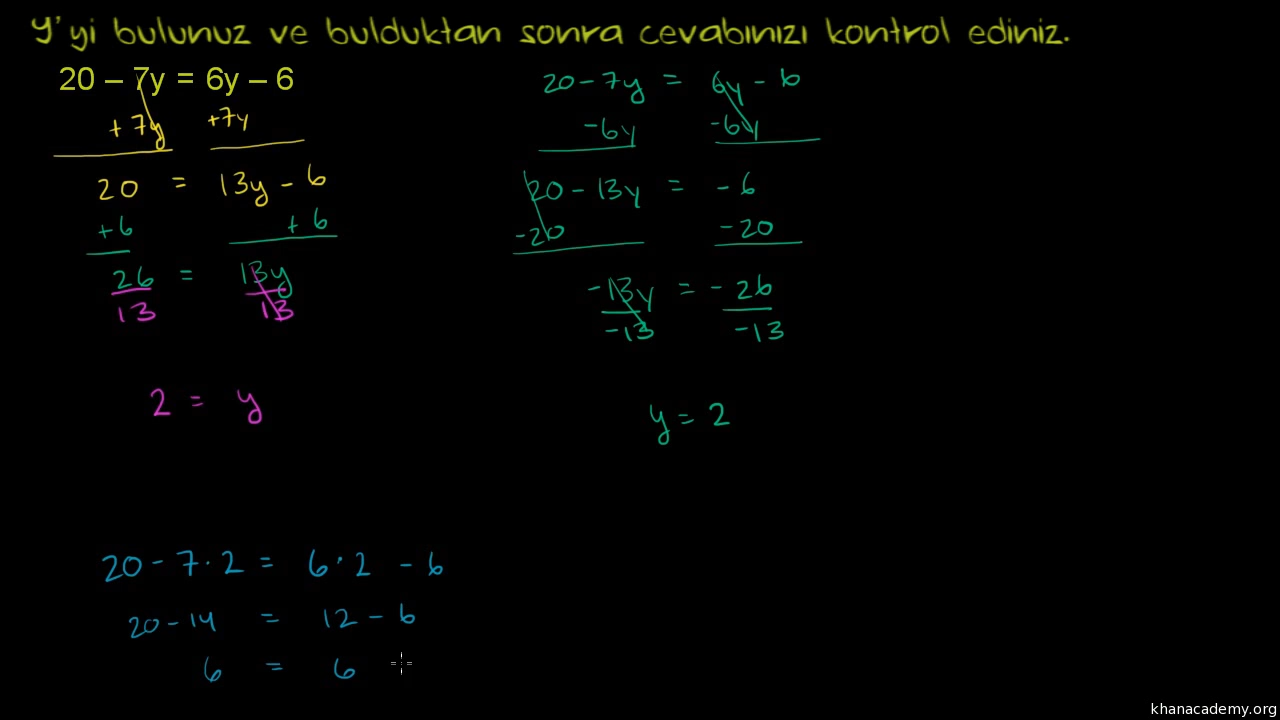 Y'yi bulunuz ve bulduktan sonra cevabınızı kontrol ediniz.
20 – 7y = 6y – 6
+ 7y +7y
20 = 13y - 6
+6 + 6
26 = 13y
13 13
2 = y
20 - 7y = 6y - 6
-6y -6y
20 - 13y = -6
-20 -20
-13y = -26
-13 -13
y = 2
20 - 7·2 = 6·2 - 6
20 - 14 = 12 - 6
6 = 6
khanacademy.org